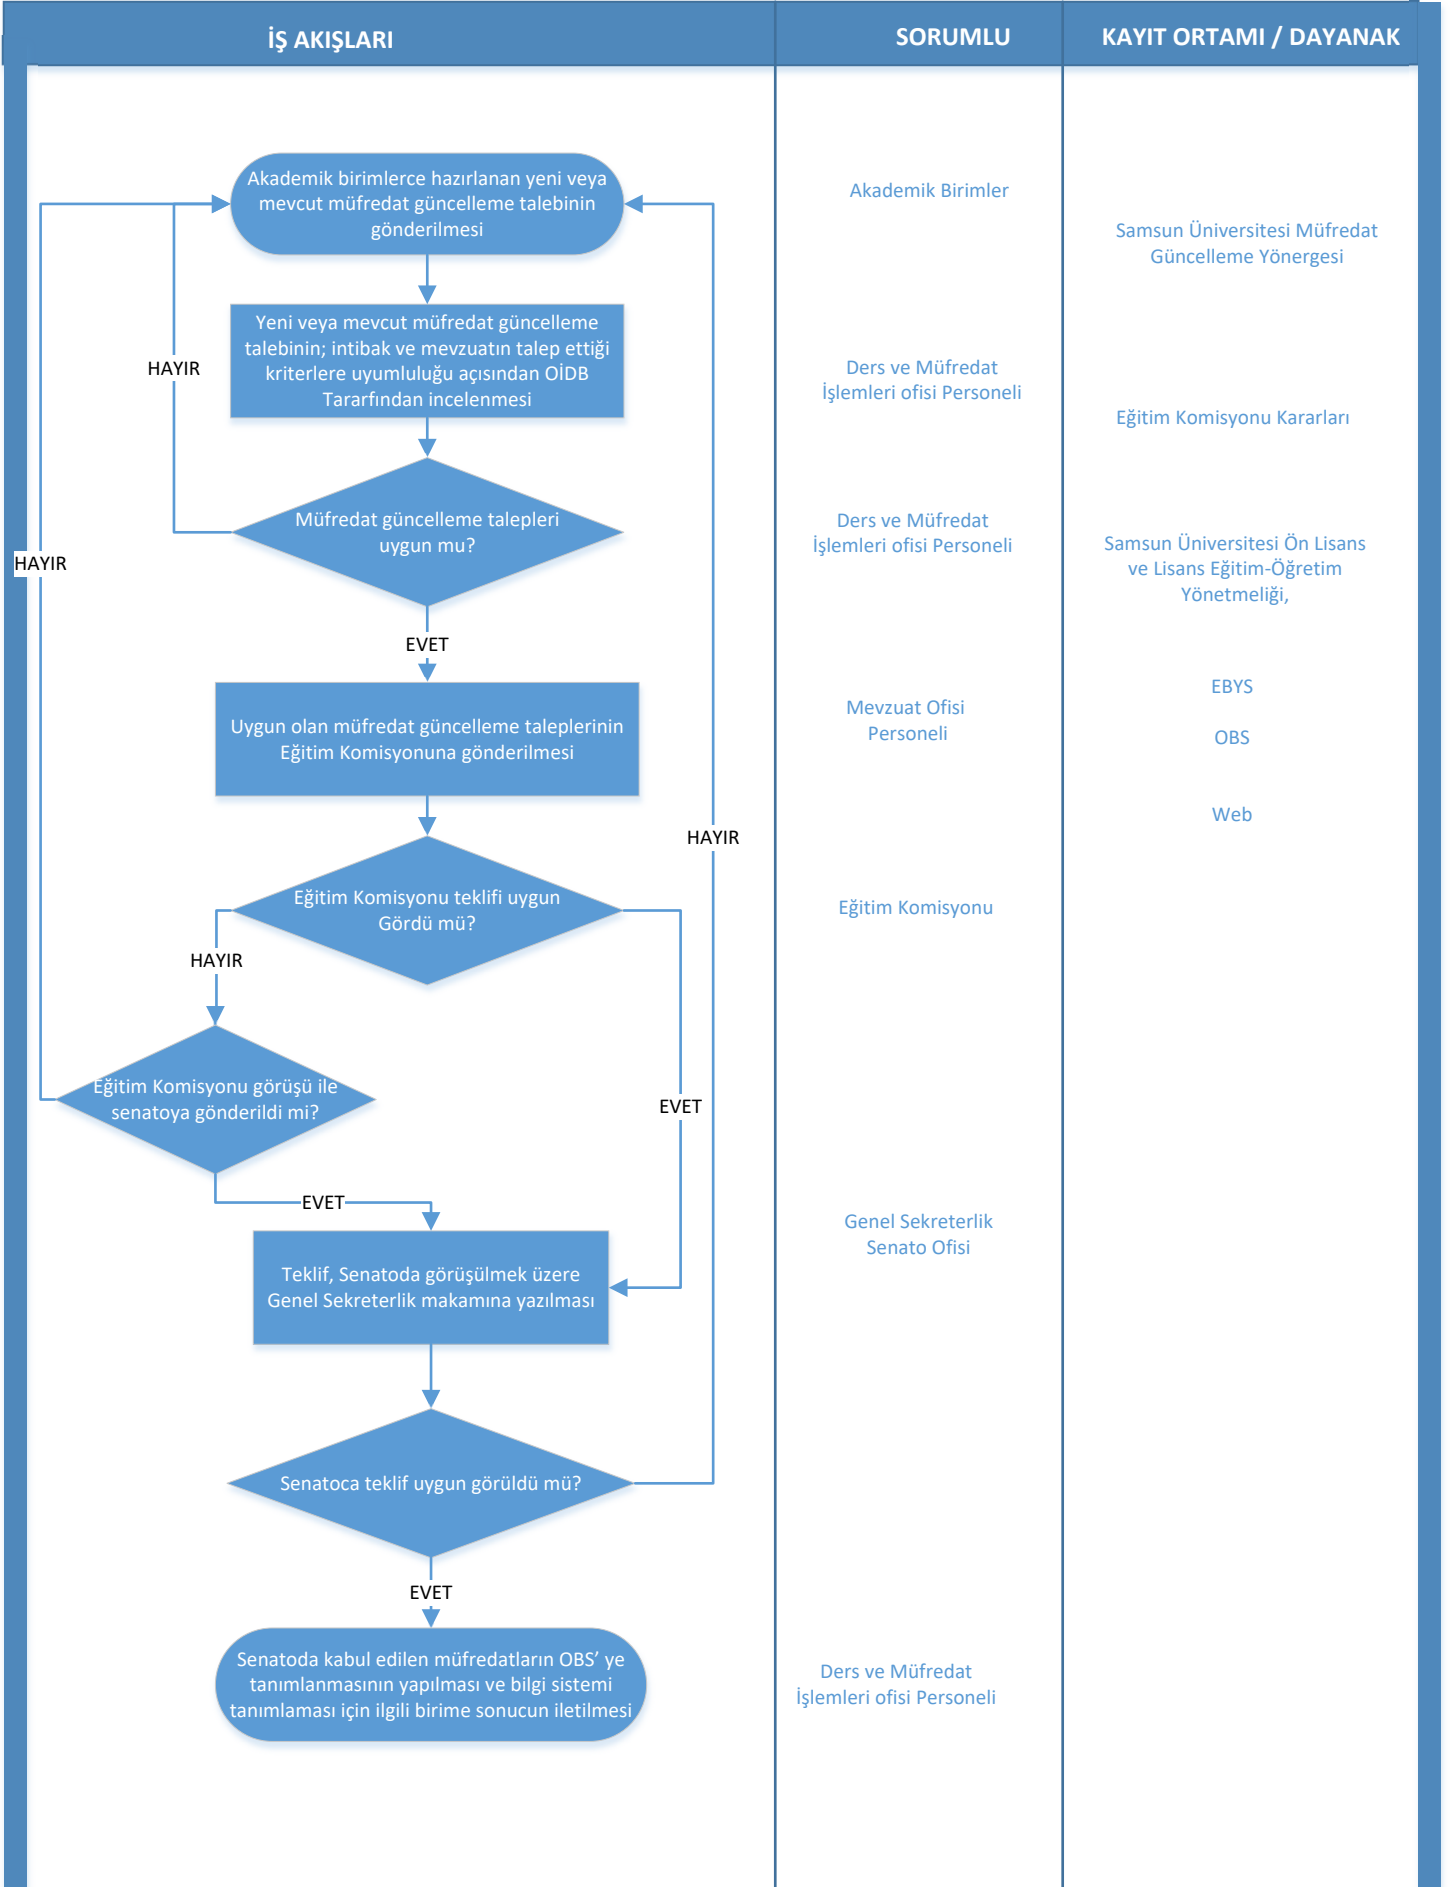 İŞ AKIŞLARI
SORUMLU
KAYIT ORTAMI / DAYANAK
Akademik birimlerce hazırlanan yeni veya
mevcut müfredat güncelleme talebinin
gönderilmesi
Akademik Birimler
Samsun Üniversitesi Müfredat
Güncelleme Yönergesi
Yeni veya mevcut müfredat güncelleme
talebinin; intibak ve mevzuatın talep ettiği
kriterlere uyumluluğu açısından OİDB
Tararfından incelenmesi
HAYIR
Ders ve Müfredat
İşlemleri ofisi Personeli
Eğitim Komisyonu Kararları
Müfredat güncelleme talepleri
uygun mu?
Ders ve Müfredat
İşlemleri ofisi Personeli
Samsun Üniversitesi Ön Lisans
ve Lisans Eğitim-Öğretim
Yönetmeliği,
HAYIR
EVET
Uygun olan müfredat güncelleme taleplerinin
Eğitim Komisyonuna gönderilmesi
Mevzuat Ofisi
Personeli
EBYS
OBS
Web
HAYIR
Eğitim Komisyonu teklifi uygun
Gördü mü?
Eğitim Komisyonu
HAYIR
Eğitim Komisyonu görüşü ile
senatoya gönderildi mi?
EVET
EVET
Teklif, Senatoda görüşülmek üzere
Genel Sekreterlik makamına yazılması
Genel Sekreterlik
Senato Ofisi
Senatoca teklif uygun görüldü mü?
EVET
Senatoda kabul edilen müfredatların OBS’ ye
tanımlanmasının yapılması ve bilgi sistemi
tanımlaması için ilgili birime sonucun iletilmesi
Ders ve Müfredat
İşlemleri ofisi Personeli